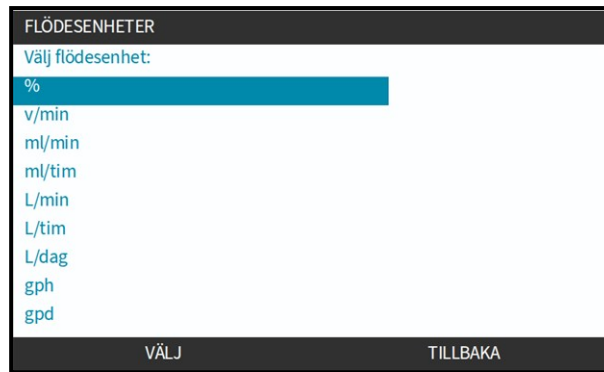 FLÖDESENHETER
Välj flödesenhet:
%
v/min
ml/min
ml/tim
L/min
L/tim
L/dag
gph
gpd
VÄLJ TILLBAKA